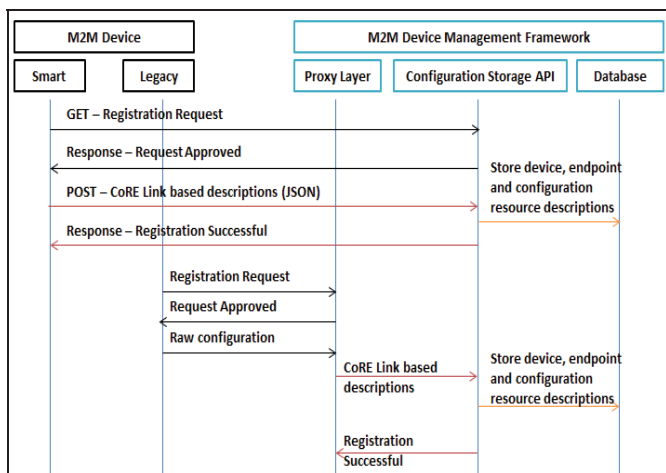 M2M Device
M2M Device Management Framework
Smart
Legacy
Proxy Layer
Configuration Storage API
Database
GET – Registration Request
Response – Request Approved
POST – CoRE Link based descriptions (JSON)
Store device, endpoint
and configuration
resource descriptions
Response – Registration Successful
Registration Request
Request Approved
Raw configuration
CoRE Link based
descriptions
Store device, endpoint
and configuration
resource descriptions
Registration
Successful